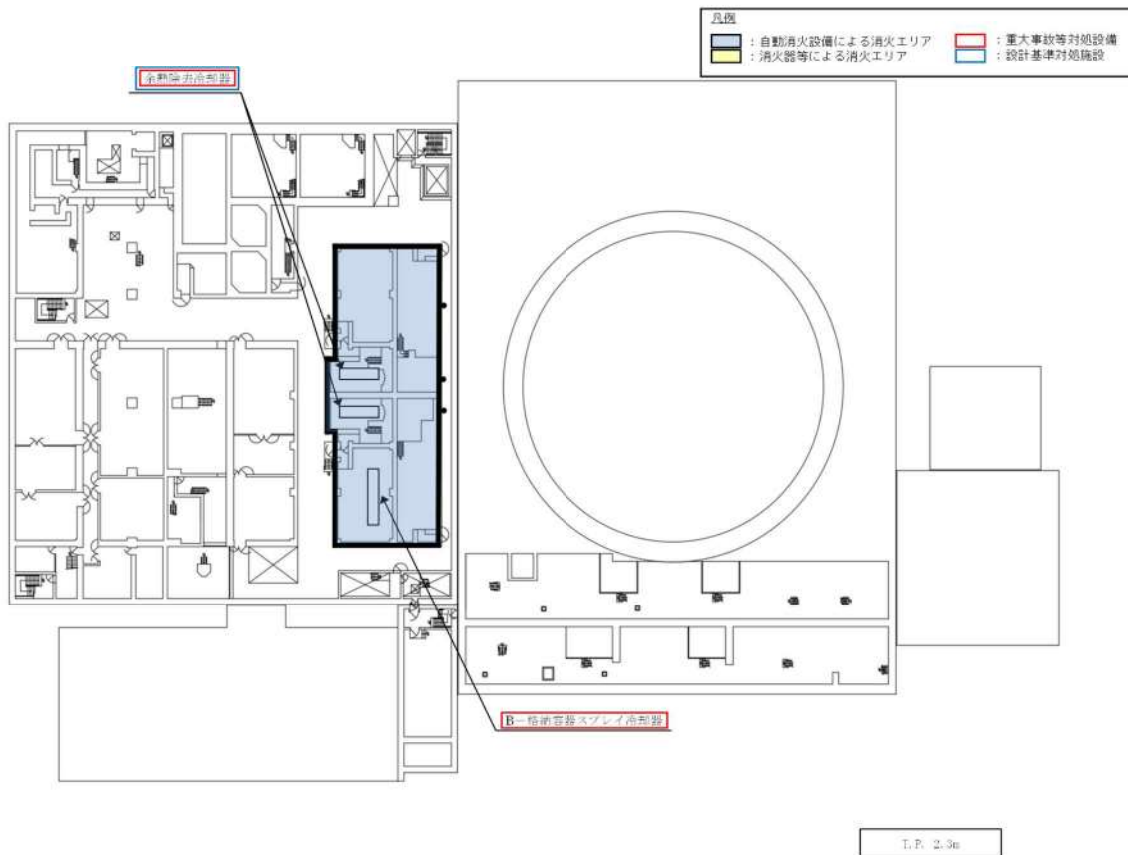 凡例
：自動消火設備による消火エリア
：重大事故等対処設備
：消火器等による消火エリア
：設計基準対処施設
余熱除去冷却器
B－格納容器スプレイ冷却器
T.P. 2.3m